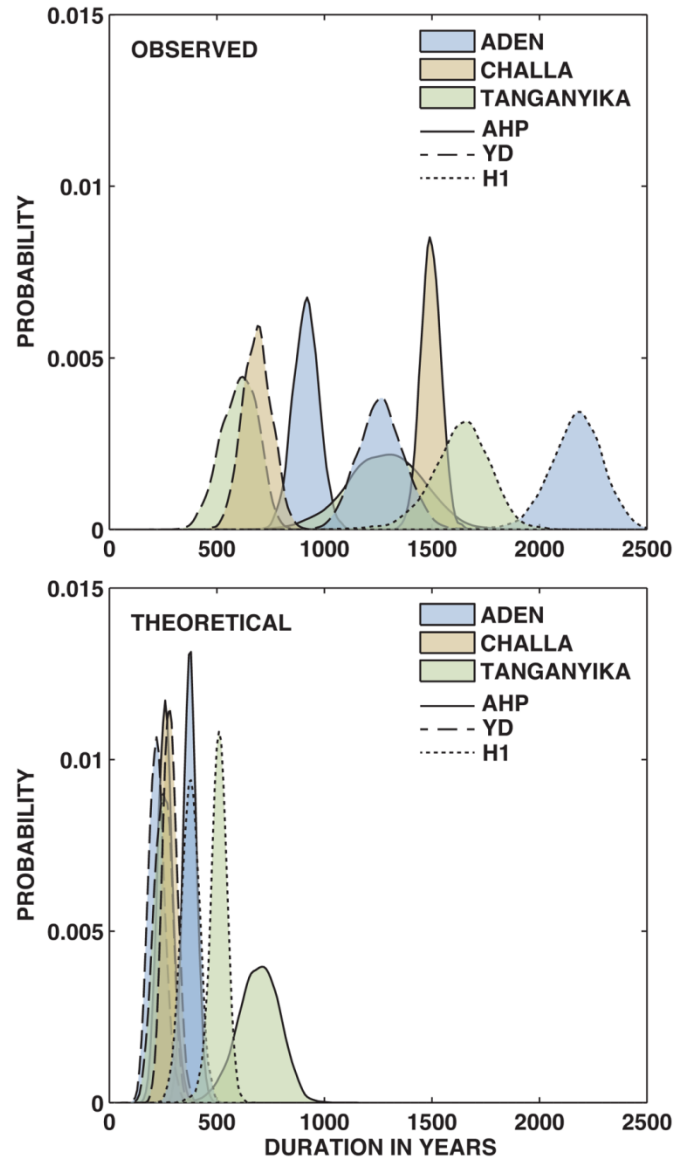 0.015
OBSERVED
ADEN
CHALLA
TANGANYIKA
AHP
YD
H1
0.01
PROBABILITY
0.005
0
0 500 1000 1500 2000 2500
0.015
THEORETICAL
ADEN
CHALLA
TANGANYIKA
AHP
YD
H1
0.01
PROBABILITY
0.005
0
0 500 1000 1500 2000 2500
DURATION IN YEARS